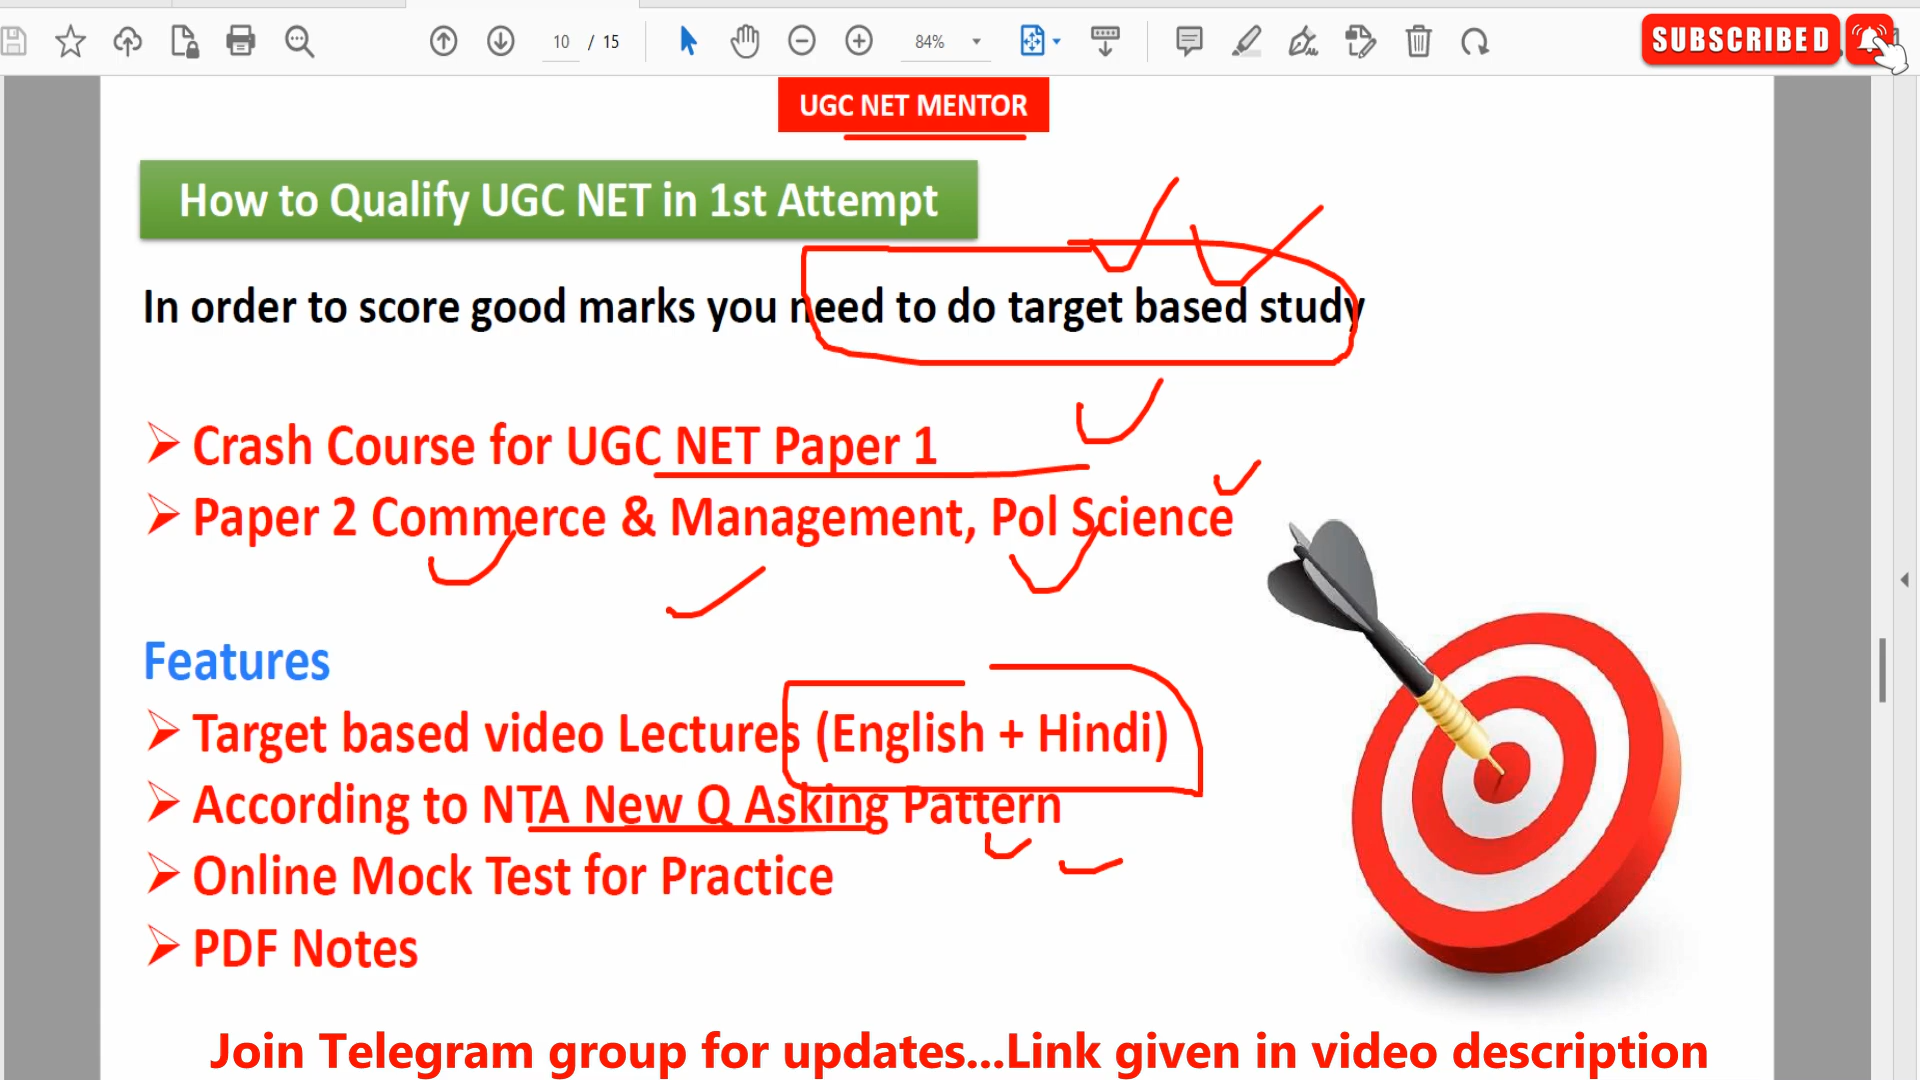 10 / 15
84%
SUBSCRIBED
UGC NET MENTOR
How to Qualify UGC NET in 1st Attempt
In order to score good marks you need to do target based study
Crash Course for UGC NET Paper 1
Paper 2 Commerce & Management, Pol Science
Features
Target based video Lectures (English + Hindi)
According to NTA New Q Asking Pattern
Online Mock Test for Practice
PDF Notes
Join Telegram group for updates...Link given in video description